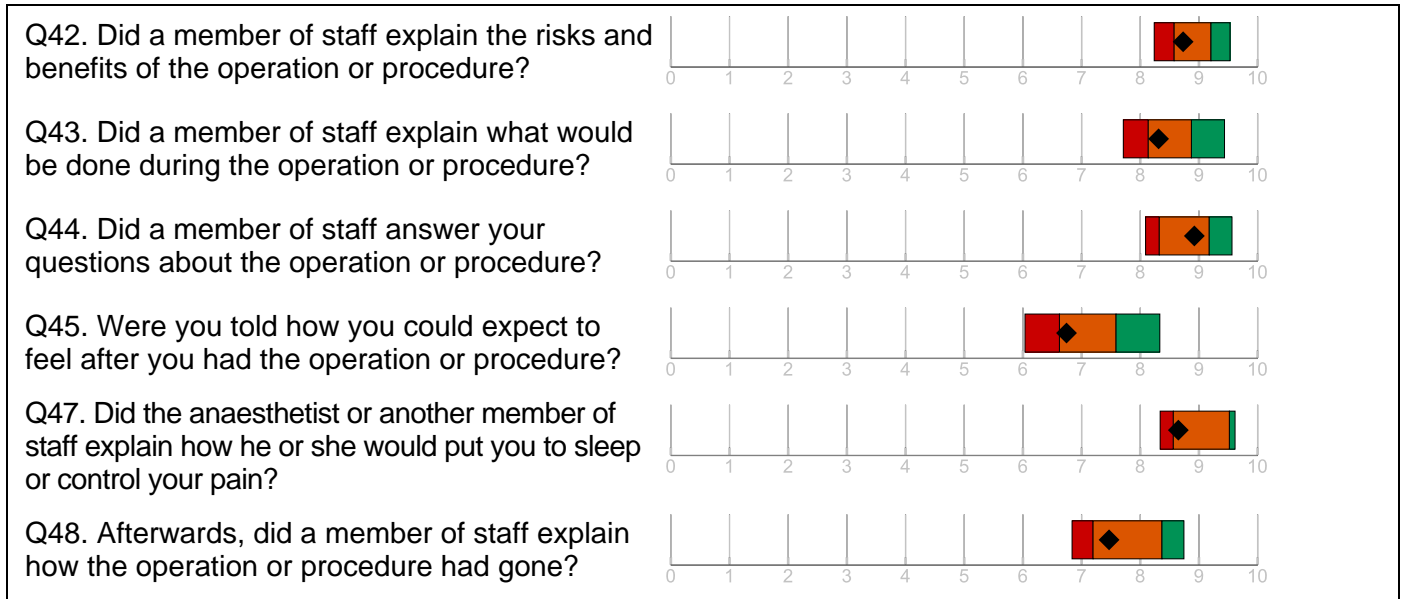 Q42. Did a member of staff explain the risks and
benefits of the operation or procedure?
0 1 2 3 4 5 6 7 8 9 10
Q43. Did a member of staff explain what would
be done during the operation or procedure?
0 1 2 3 4 5 6 7 8 9 10
Q44. Did a member of staff answer your
questions about the operation or procedure?
0 1 2 3 4 5 6 7 8 9 10
Q45. Were you told how you could expect to
feel after you had the operation or procedure?
0 1 2 3 4 5 6 7 8 9 10
Q47. Did the anaesthetist or another member of
staff explain how he or she would put you to sleep
or control your pain?
0 1 2 3 4 5 6 7 8 9 10
Q48. Afterwards, did a member of staff explain
how the operation or procedure had gone?
0 1 2 3 4 5 6 7 8 9 10